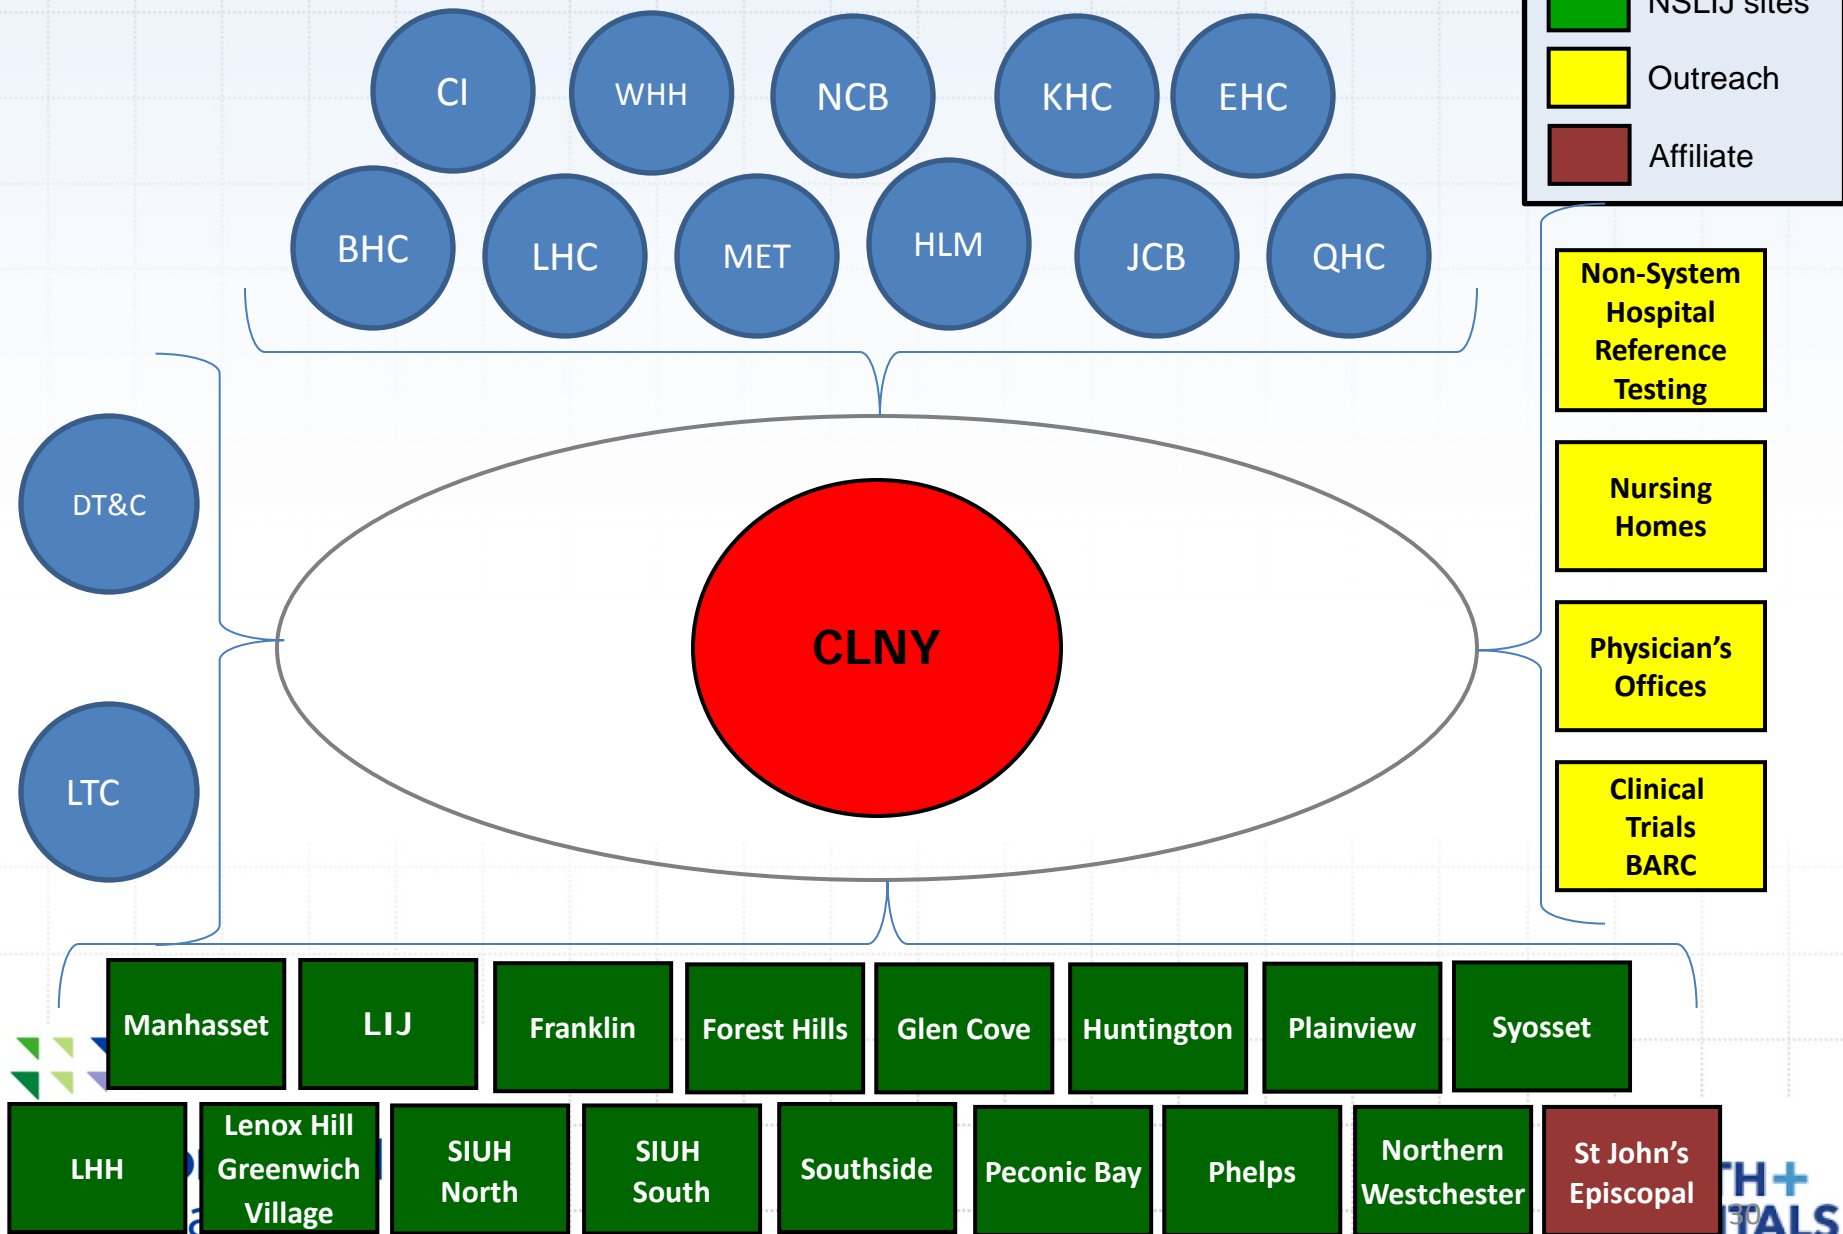 NSLIJ sites
Outreach
Affiliate
CI
WHH
NCB
KHC
EHC
BHC
LHC
MET
HLM
JCB
QHC
Non-System
Hospital
Reference
Testing
Nursing
Homes
Physician's
Offices
Clinical
Trials
BARC
DT&C
LTC
CLNY
Manhasset
LIJ
Franklin
Forest Hills
Glen Cove
Huntington
Plainview
Syosset
LHH
Lenox Hill
Greenwich
Village
SIUH
North
SIUH
South
Southside
Peconic Bay
Phelps
Northern
Westchester
St John's
Episcopal
30